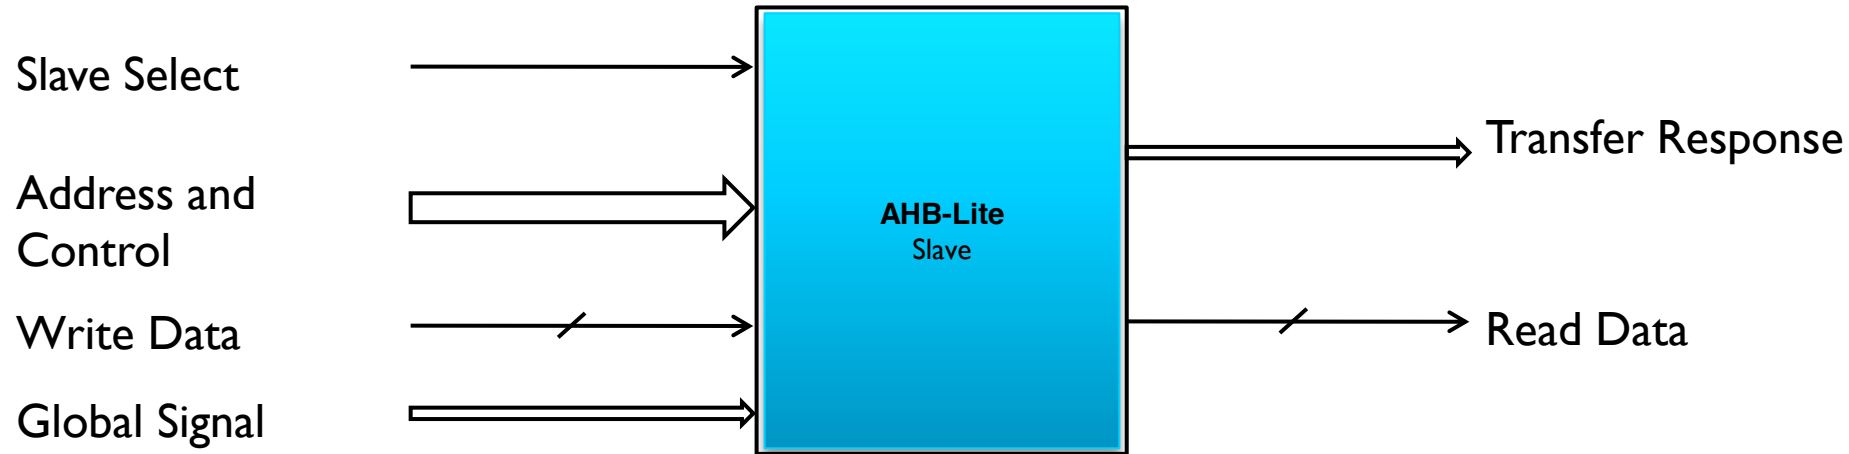 Slave Select
Address and
Control
Write Data
Global Signal
AHB-Lite
Slave
Transfer Response
Read Data